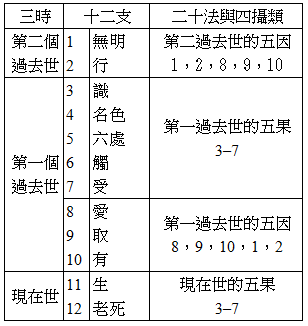 三時 十二支 二十法與四攝類
第二個過去世 1 無明 第二過去世的五因
2 行 1，2，8，9，10
第一個過去世 3 識 第一過去世的五果
4 名色 3–7
5 六處
6 觸
7 受
8 愛 第一過去世的五因
9 取 8，9，10，1，2
10 有
現在世 11 生 現在世的五果
12 老死 3–7